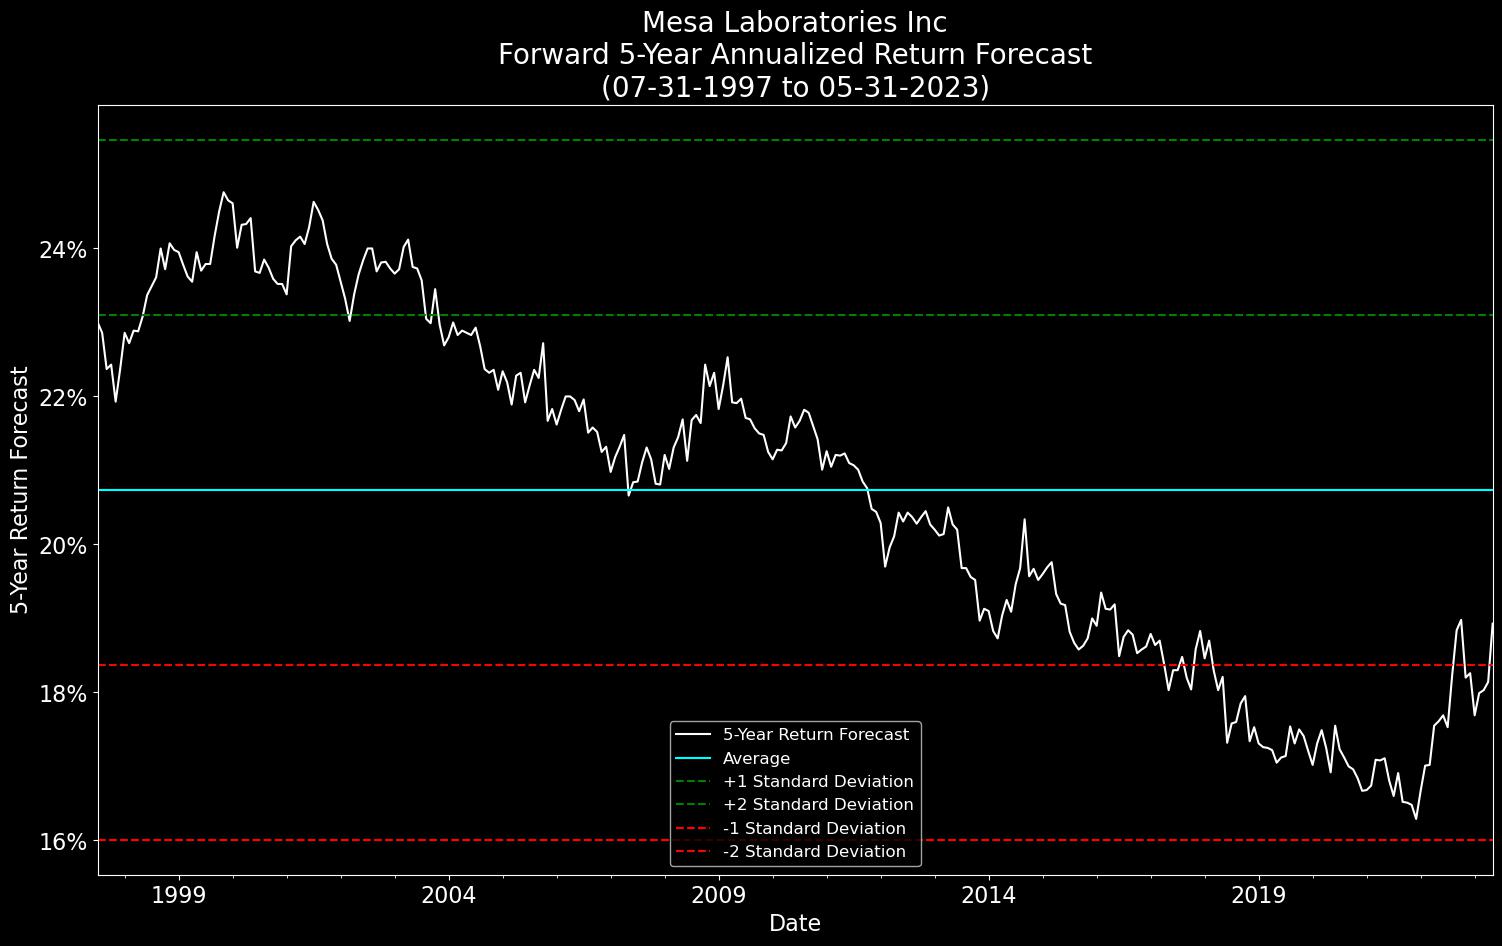 Mesa Laboratories Inc
Forward 5-Year Annualized Return Forecast
(07-31-1997 to 05-31-2023)
5-Year Return Forecast
24%
22%
20%
18%
16%
5-Year Return Forecast
Average
+1 Standard Deviation
+2 Standard Deviation
-1 Standard Deviation
-2 Standard Deviation
1999 2004 2009 2014 2019
Date